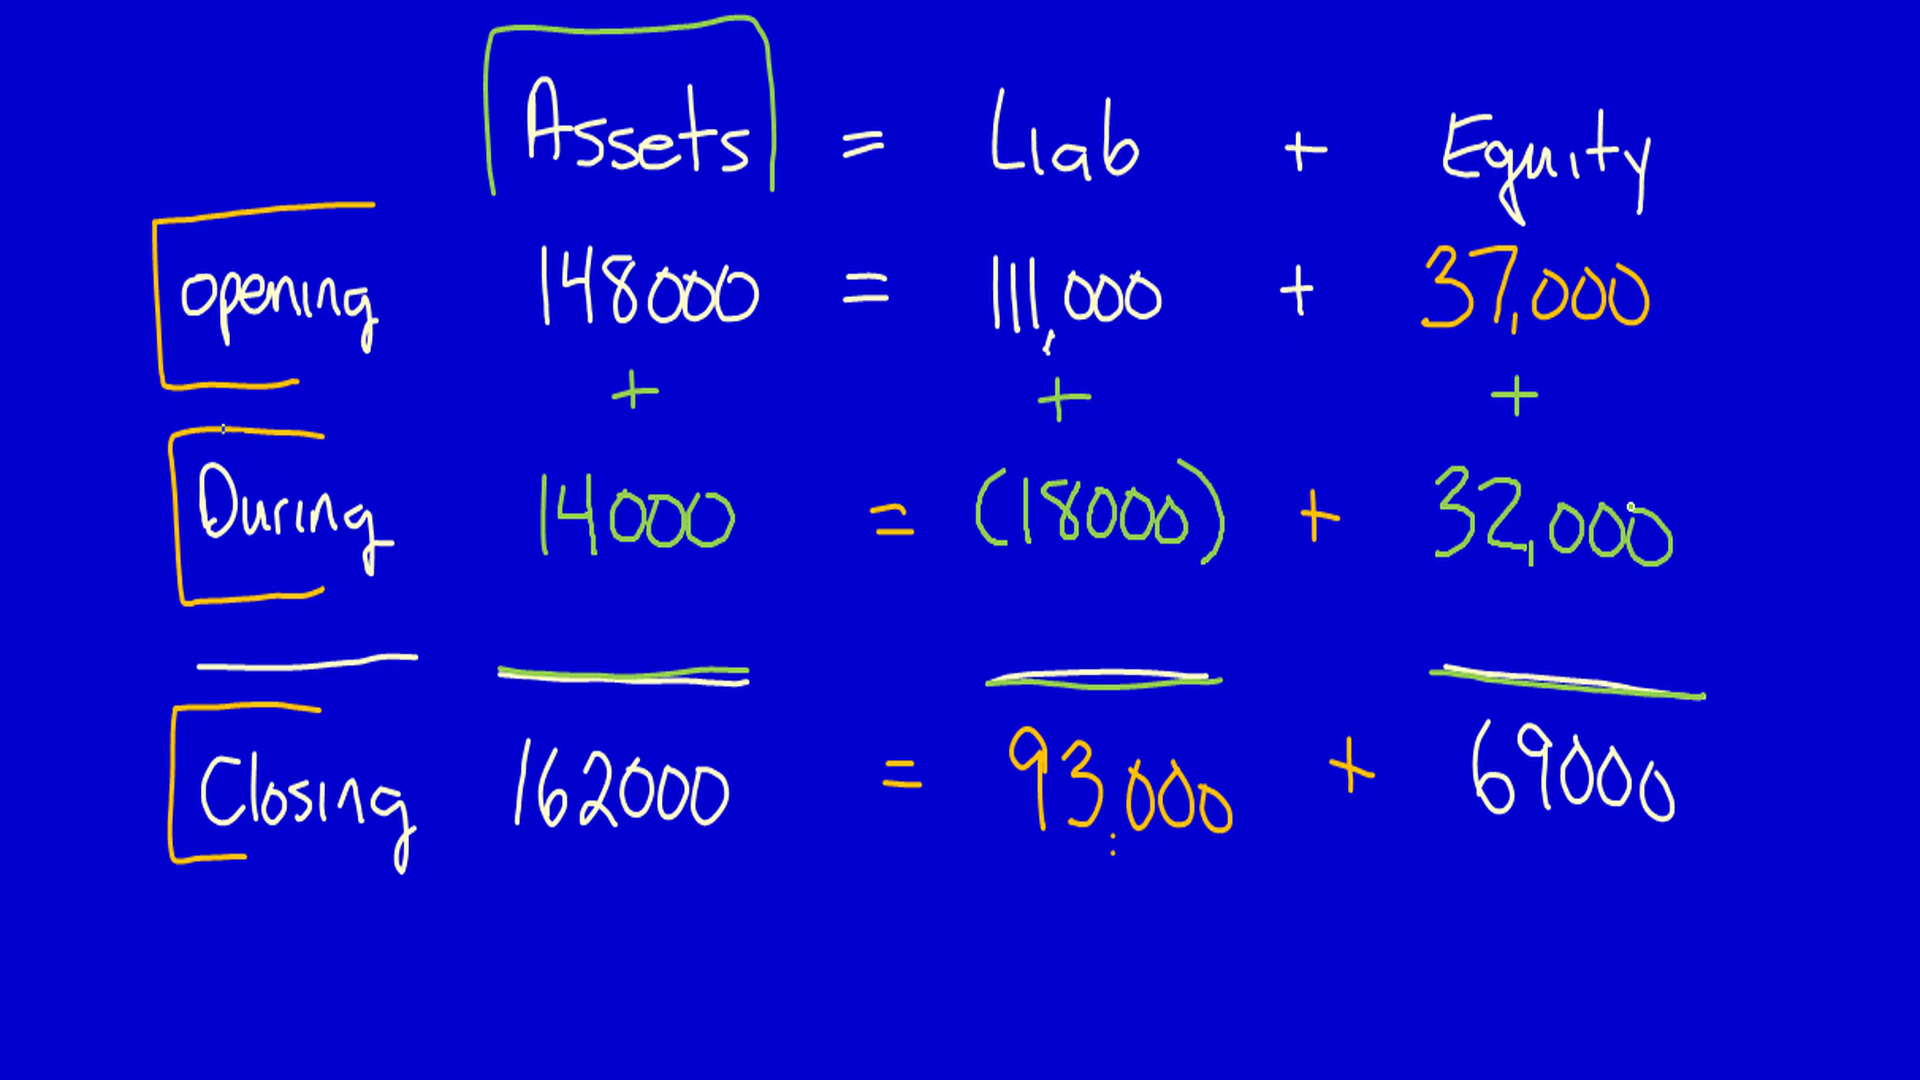 Assets = Liab + Equity
opening 148000 = 111,000 + 37,000
+ + +
During 14000 = (18000) + 32,000
Closing 162000 = 93,000 + 69000